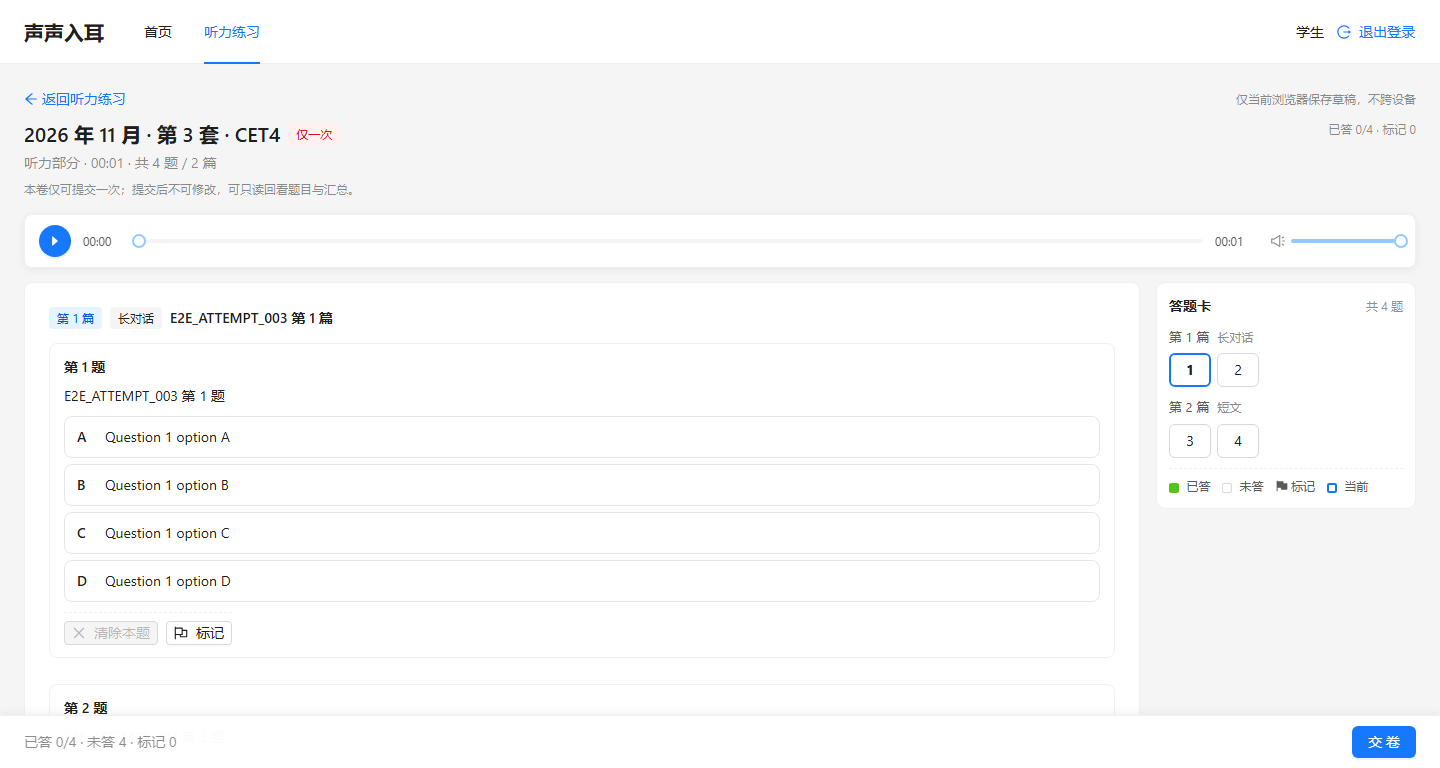 声声入耳 首页 听力练习 学生 退出登录
返回听力练习 仅当前浏览器保存草稿，不跨设备
2026 年 11 月 · 第 3 套 · CET4 仅一次 已答 0/4 · 标记 0
听力部分 · 00:01 · 共 4 题 / 2 篇
本卷仅可提交一次；提交后不可修改，可只读回看题目与汇总。
00:00 00:01
第 1 篇 长对话 E2E_ATTEMPT_003 第 1 篇
第 1 题
E2E_ATTEMPT_003 第 1 题
A Question 1 option A
B Question 1 option B
C Question 1 option C
D Question 1 option D
清除本题 标记
第 2 题
答题卡 共 4 题
第 1 篇 长对话
1 2
第 2 篇 短文
3 4
已答 未答 标记 当前
已答 0/4 · 未答 4 · 标记 0 交 卷